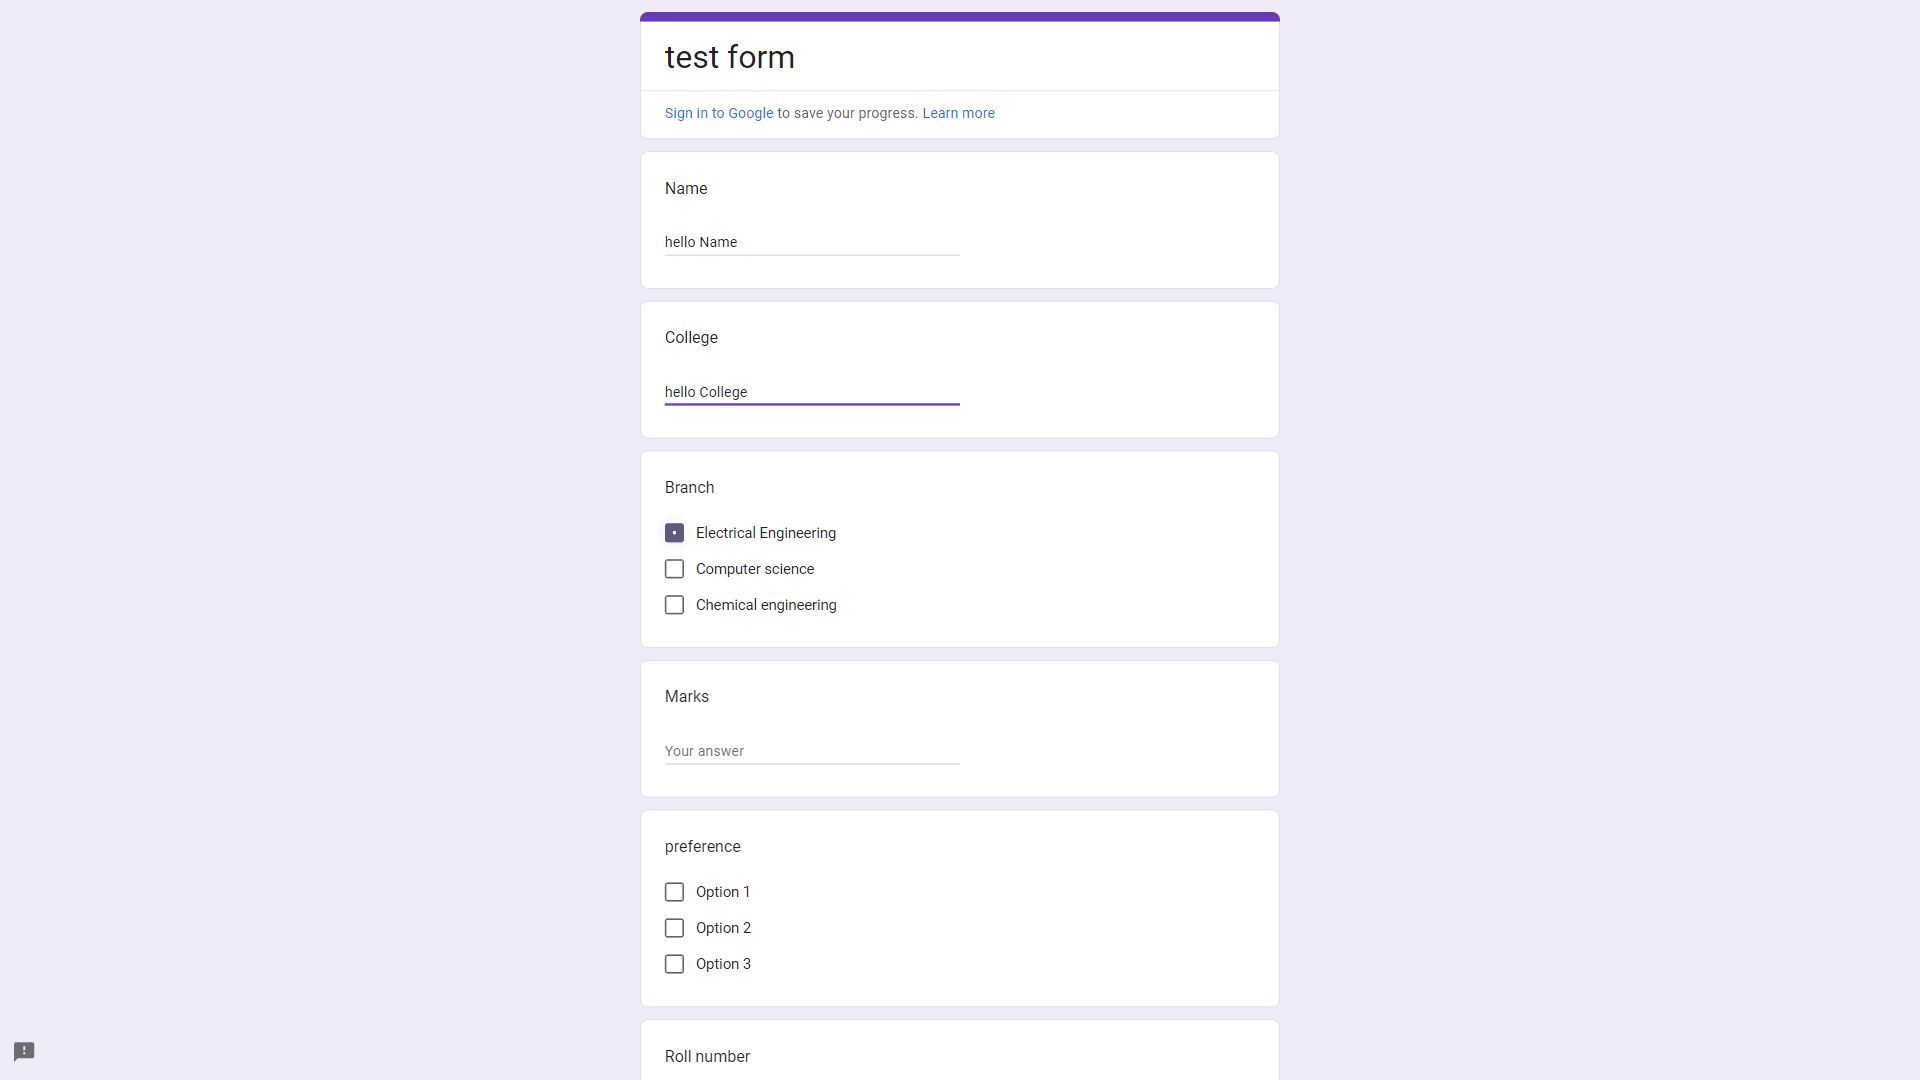 test form
Sign in to Google to save your progress. Learn more
Name
hello Name
College
hello College
Branch
Electrical Engineering
Computer science
Chemical engineering
Marks
Your answer
preference
Option 1
Option 2
Option 3
Roll number